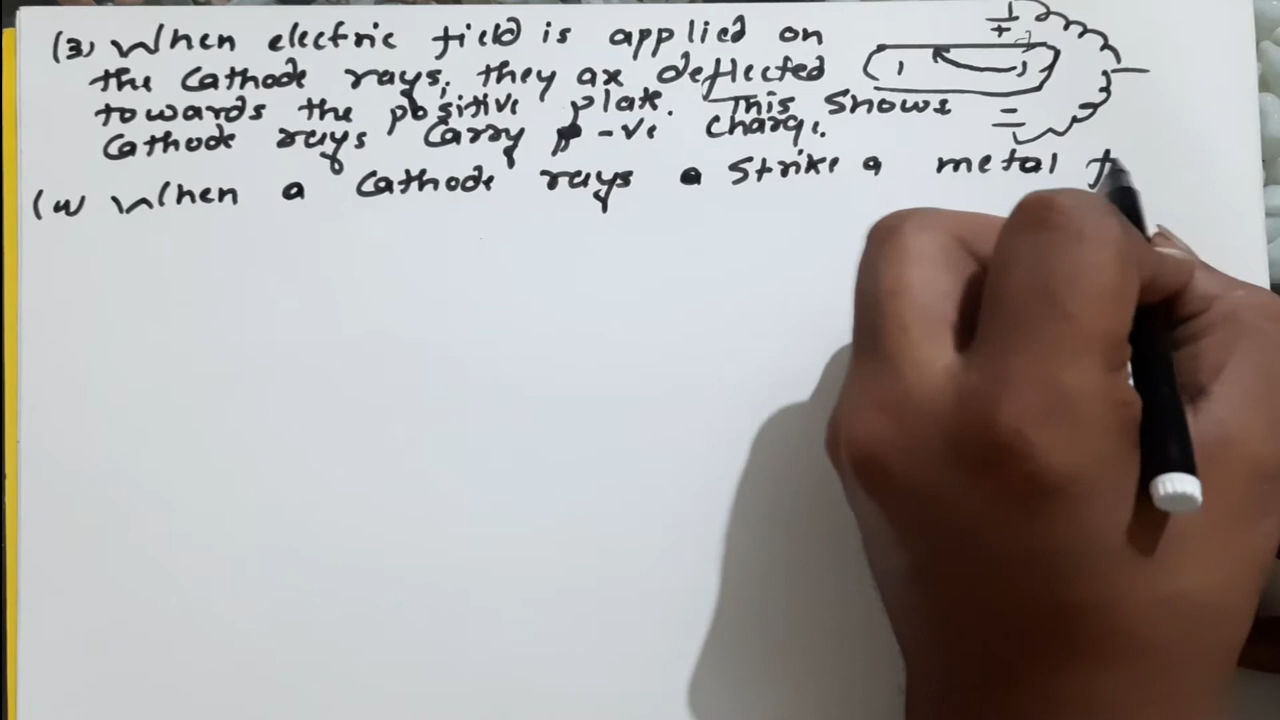 (3) When electric field is applied on
the Cathode rays, they are deflected
towards the positive plate. This Shows
Cathode rays Carry -ve charge.
(4) When a Cathode rays strike a metal f